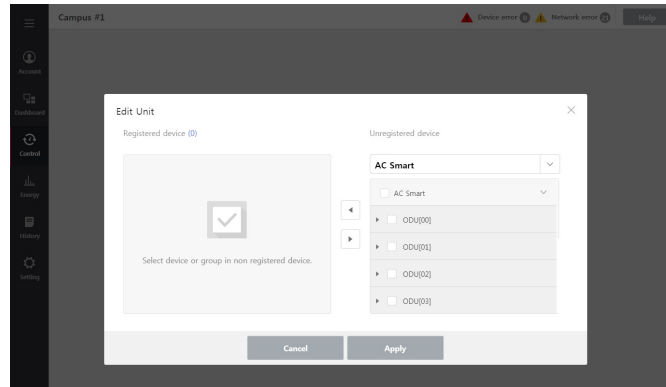 Campus #1
Device error 0
Network error 21
Help
Account
Dashboard
Control
Energy
History
Setting
Edit Unit
Registered device (0)
Unregistered device
AC Smart
AC Smart
ODU[00]
ODU[01]
ODU[02]
ODU[03]
Select device or group in non registered device.
Cancel
Apply